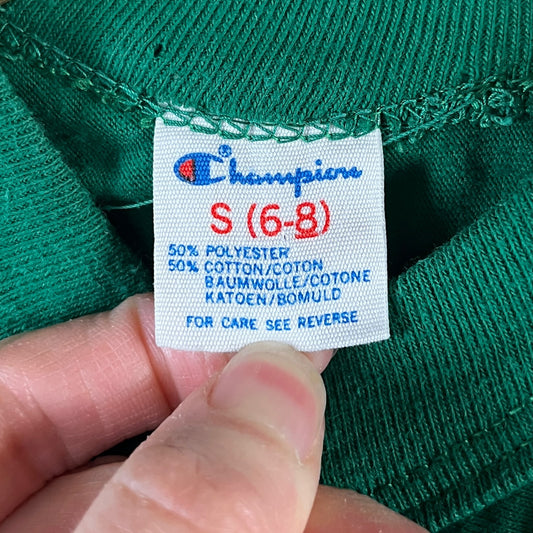 Champion®
S (6-8)
50% POLYESTER
50% COTTON/COTON
BAUMWOLLE/COTONE
KATOEN/BOMULD
FOR CARE SEE REVERSE